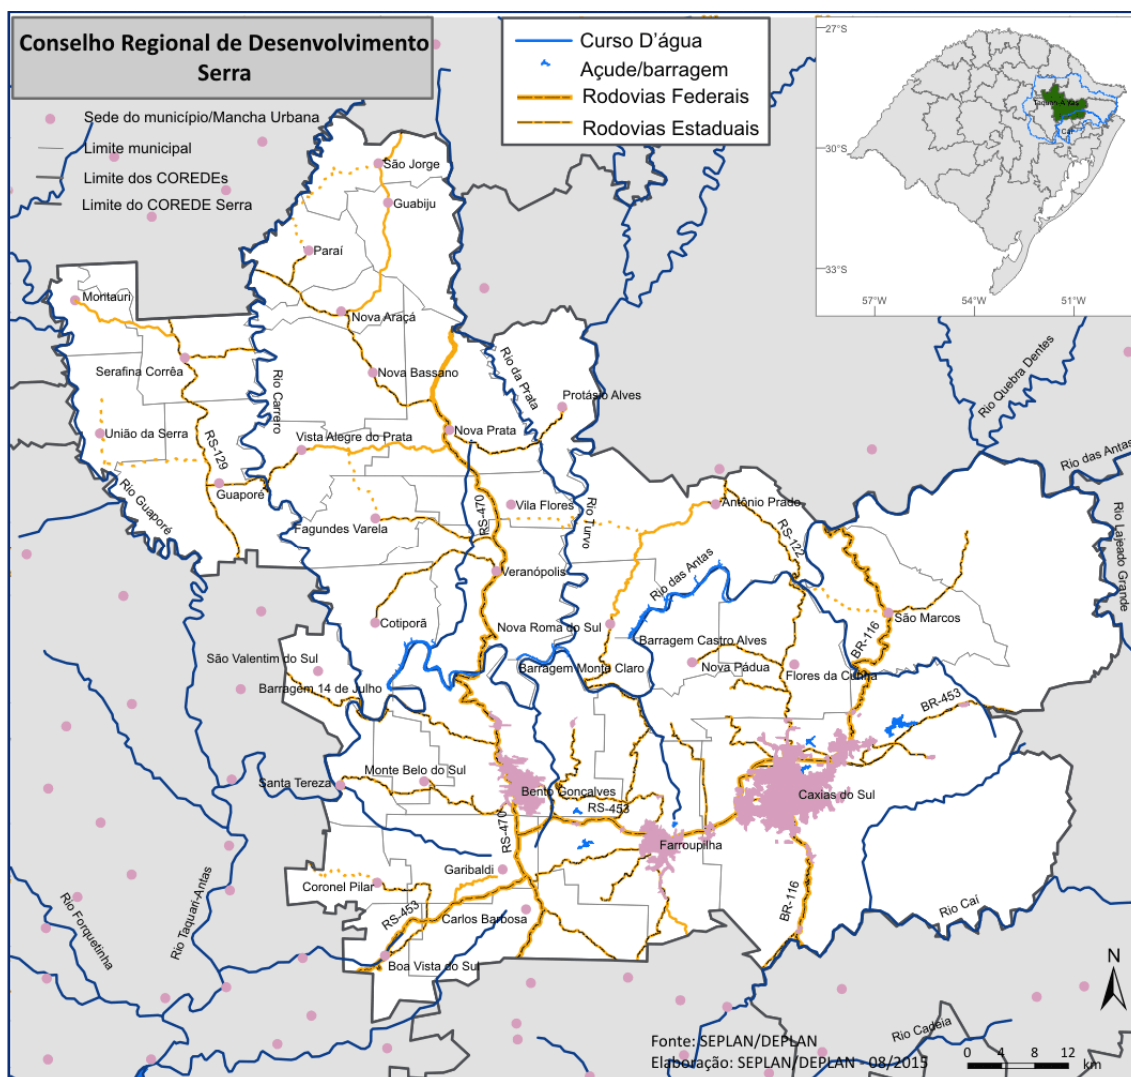 Conselho Regional de Desenvolvimento
Serra
Sede do município/Mancha Urbana
Limite municipal
Limite dos COREDEs
Limite do COREDE Serra
Curso D'água
Açude/barragem
Rodovias Federais
Rodovias Estaduais
27°S
30°S
33°S
57°W
54°W
51°W
Taquari-Antas
Caí
São Jorge
Guabiju
Paraí
Montauri
Nova Araçá
Serafina Corrêa
Nova Bassano
Rio Carrero
Rio da Prata
Protásio Alves
Rio Quebra Dentes
União da Serra
RS-129
Vista Alegre do Prata
Nova Prata
Rio das Antas
Guaporé
Rio Guaporé
Fagundes Varela
RS-470
Vila Flores
Rio Turvo
Antônio Prado
RS-122
Rio Lajeado Grande
Veranópolis
Rio das Antas
Cotiporã
Nova Roma do Sul
São Marcos
BR-116
São Valentim do Sul
Barragem Castro Alves
Barragem Monte Claro
Nova Pádua
Flores da Cunha
Barragem 14 de Julho
BR-453
Santa Tereza
Monte Belo do Sul
Bento Gonçalves
RS-453
Caxias do Sul
RS-470
Farroupilha
Garibaldi
Coronel Pilar
RS-453
Carlos Barbosa
BR-116
Rio Caí
Boa Vista do Sul
Rio Forquetinha
Rio Taquari-Antas
N
Rio Cadeia
Fonte: SEPLAN/DEPLAN
Elaboração: SEPLAN/DEPLAN - 08/2015
0 4 8 12
km